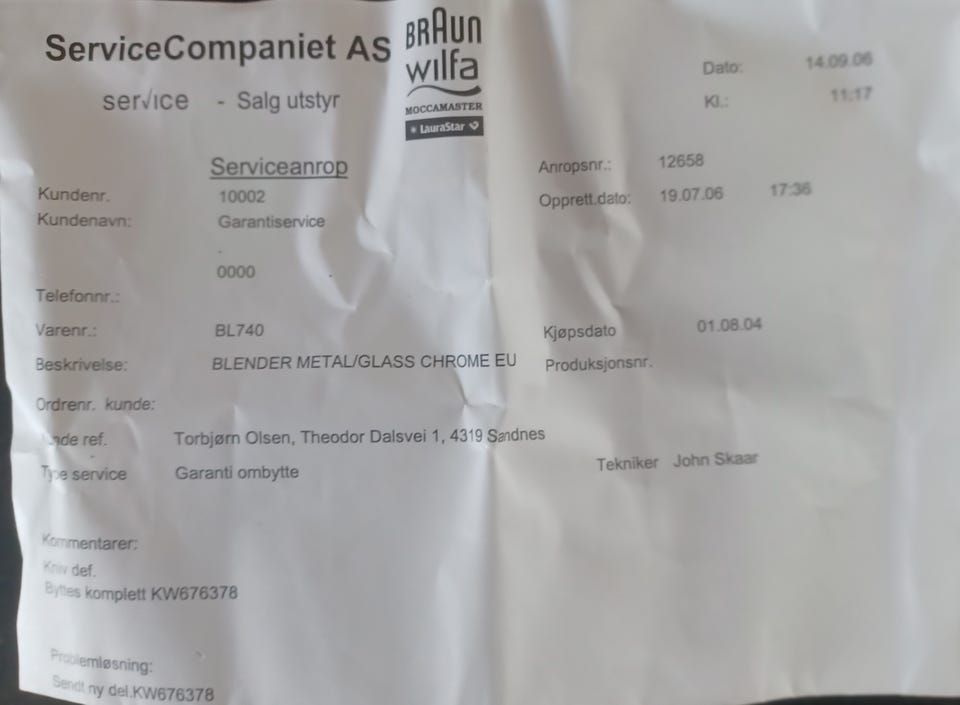 ServiceCompaniet AS
BRAUN
wilfa
MOCCAMASTER
LauraStar
Dato: 14.09.06
service - Salg utstyr
Kl.: 11:17
Serviceanrop
Anropsnr.: 12658
Kundenr. 10002
Opprett.dato: 19.07.06 17:36
Kundenavn: Garantiservice
.
0000
Telefonnr.:
Varenr.: BL740
Kjøpsdato 01.08.04
Beskrivelse: BLENDER METAL/GLASS CHROME EU
Produksjonsnr.
Ordrenr. kunde:
nde ref. Torbjørn Olsen, Theodor Dalsvei 1, 4319 Sandnes
Type service Garanti ombytte
Tekniker John Skaar
Kommentarer:
Kniv def.
Byttes komplett KW676378
Problemløsning:
Sendt ny del.KW676378